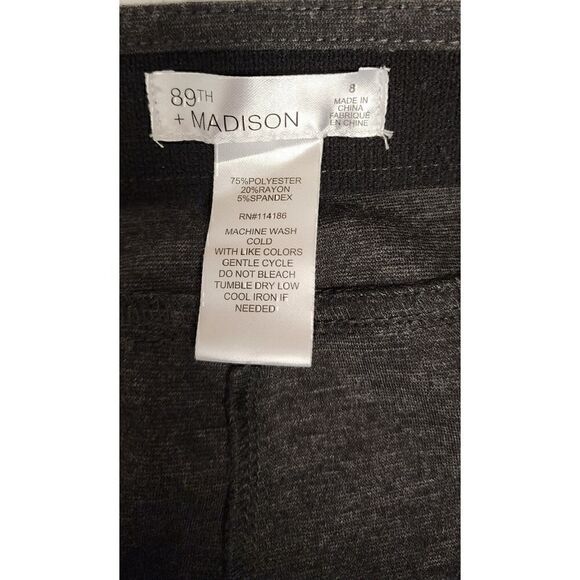 89TH
+ MADISON
8
MADE IN
CHINA
FABRIQUÉ
EN CHINE
75%POLYESTER
20%RAYON
5%SPANDEX
RN#114186
MACHINE WASH
COLD
WITH LIKE COLORS
GENTLE CYCLE
DO NOT BLEACH
TUMBLE DRY LOW
COOL IRON IF
NEEDED